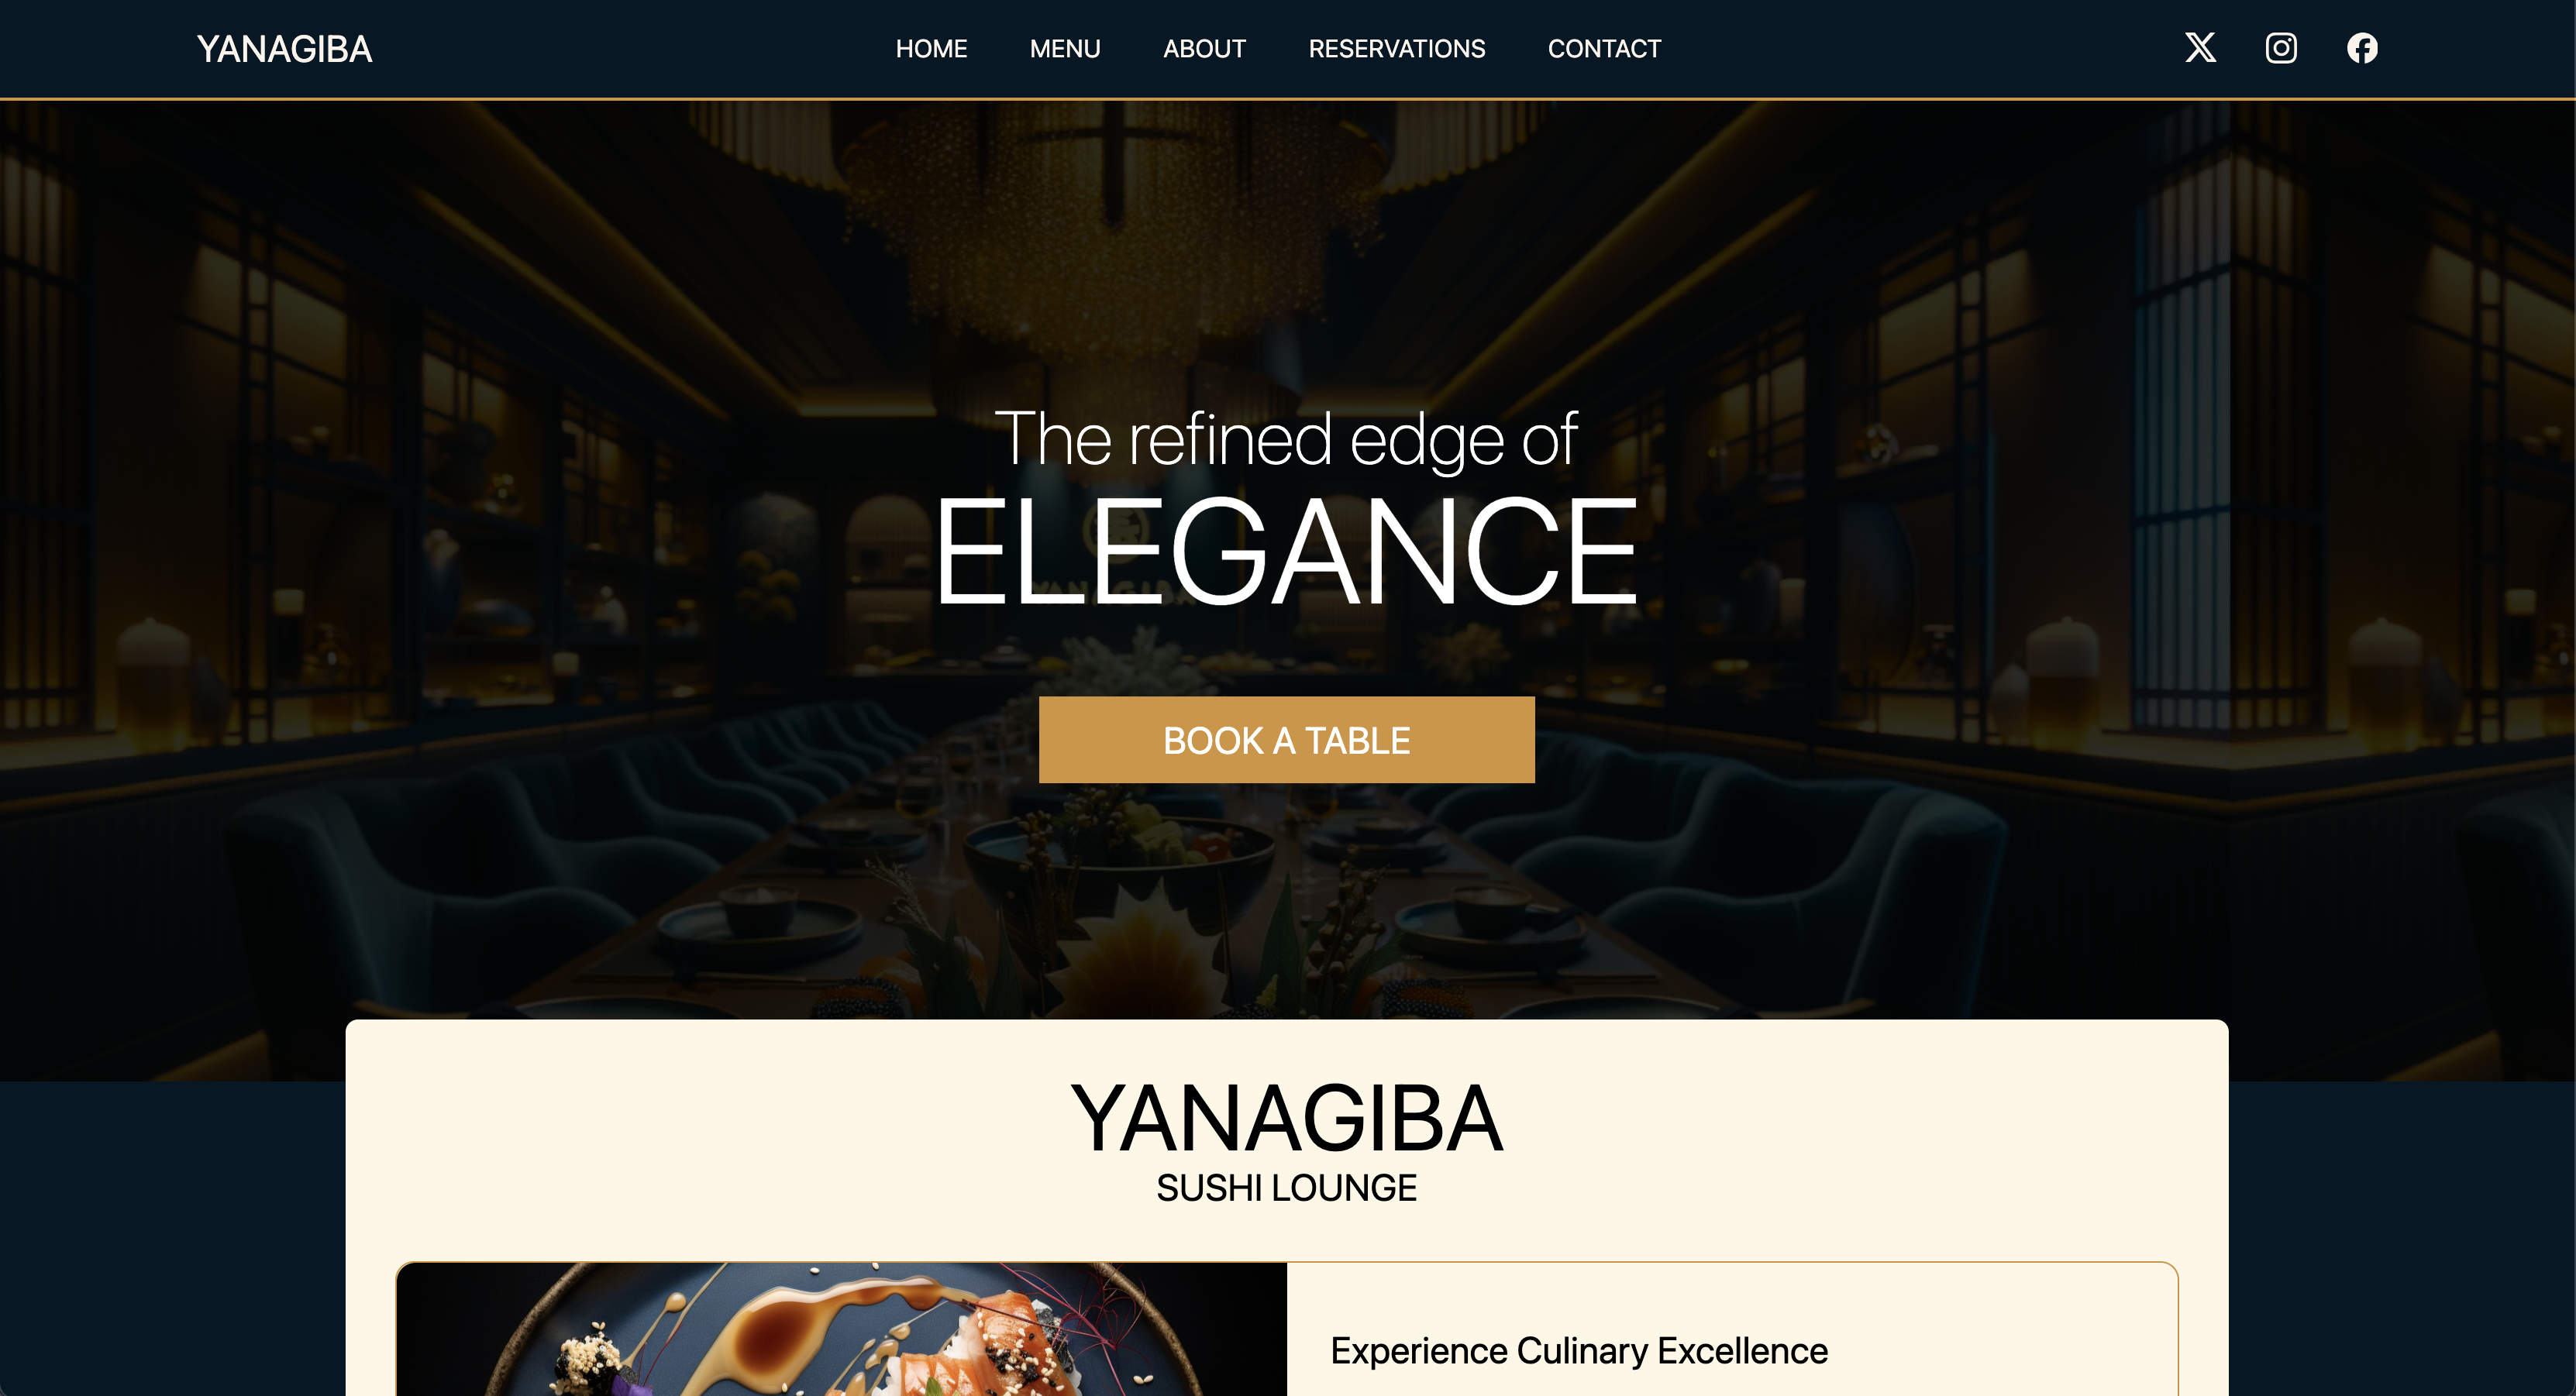 YANAGIBA
HOME MENU ABOUT RESERVATIONS CONTACT
The refined edge of
ELEGANCE
YANAGIBA
BOOK A TABLE
YANAGIBA
SUSHI LOUNGE
Experience Culinary Excellence